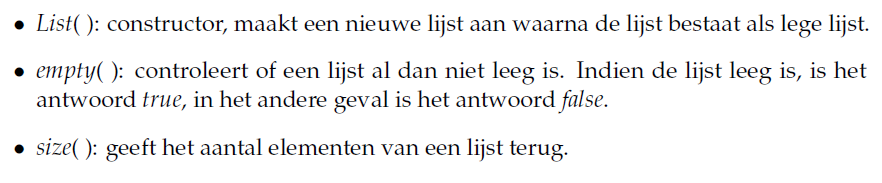 • List( ): constructor, maakt een nieuwe lijst aan waarna de lijst bestaat als lege lijst.
• empty( ): controleert of een lijst al dan niet leeg is. Indien de lijst leeg is, is het
antwoord true, in het andere geval is het antwoord false.
• size( ): geeft het aantal elementen van een lijst terug.